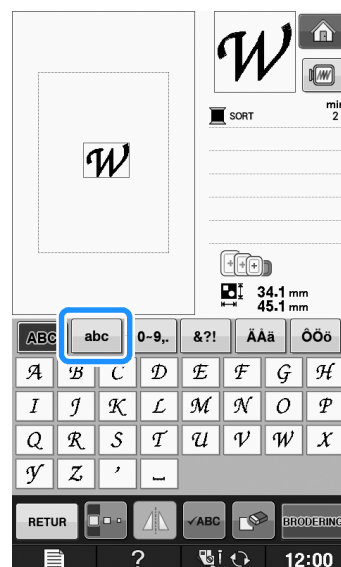 W
W
SORT
min
2
34.1 mm
45.1 mm
ABC abc 0~9,. &?! ÄÅä ÔÖö
A B C D E F G H
I J K L M N O P
Q R S T U V W X
Y Z , ⎵
RETUR ✓ABC BRODERING
? 12:00